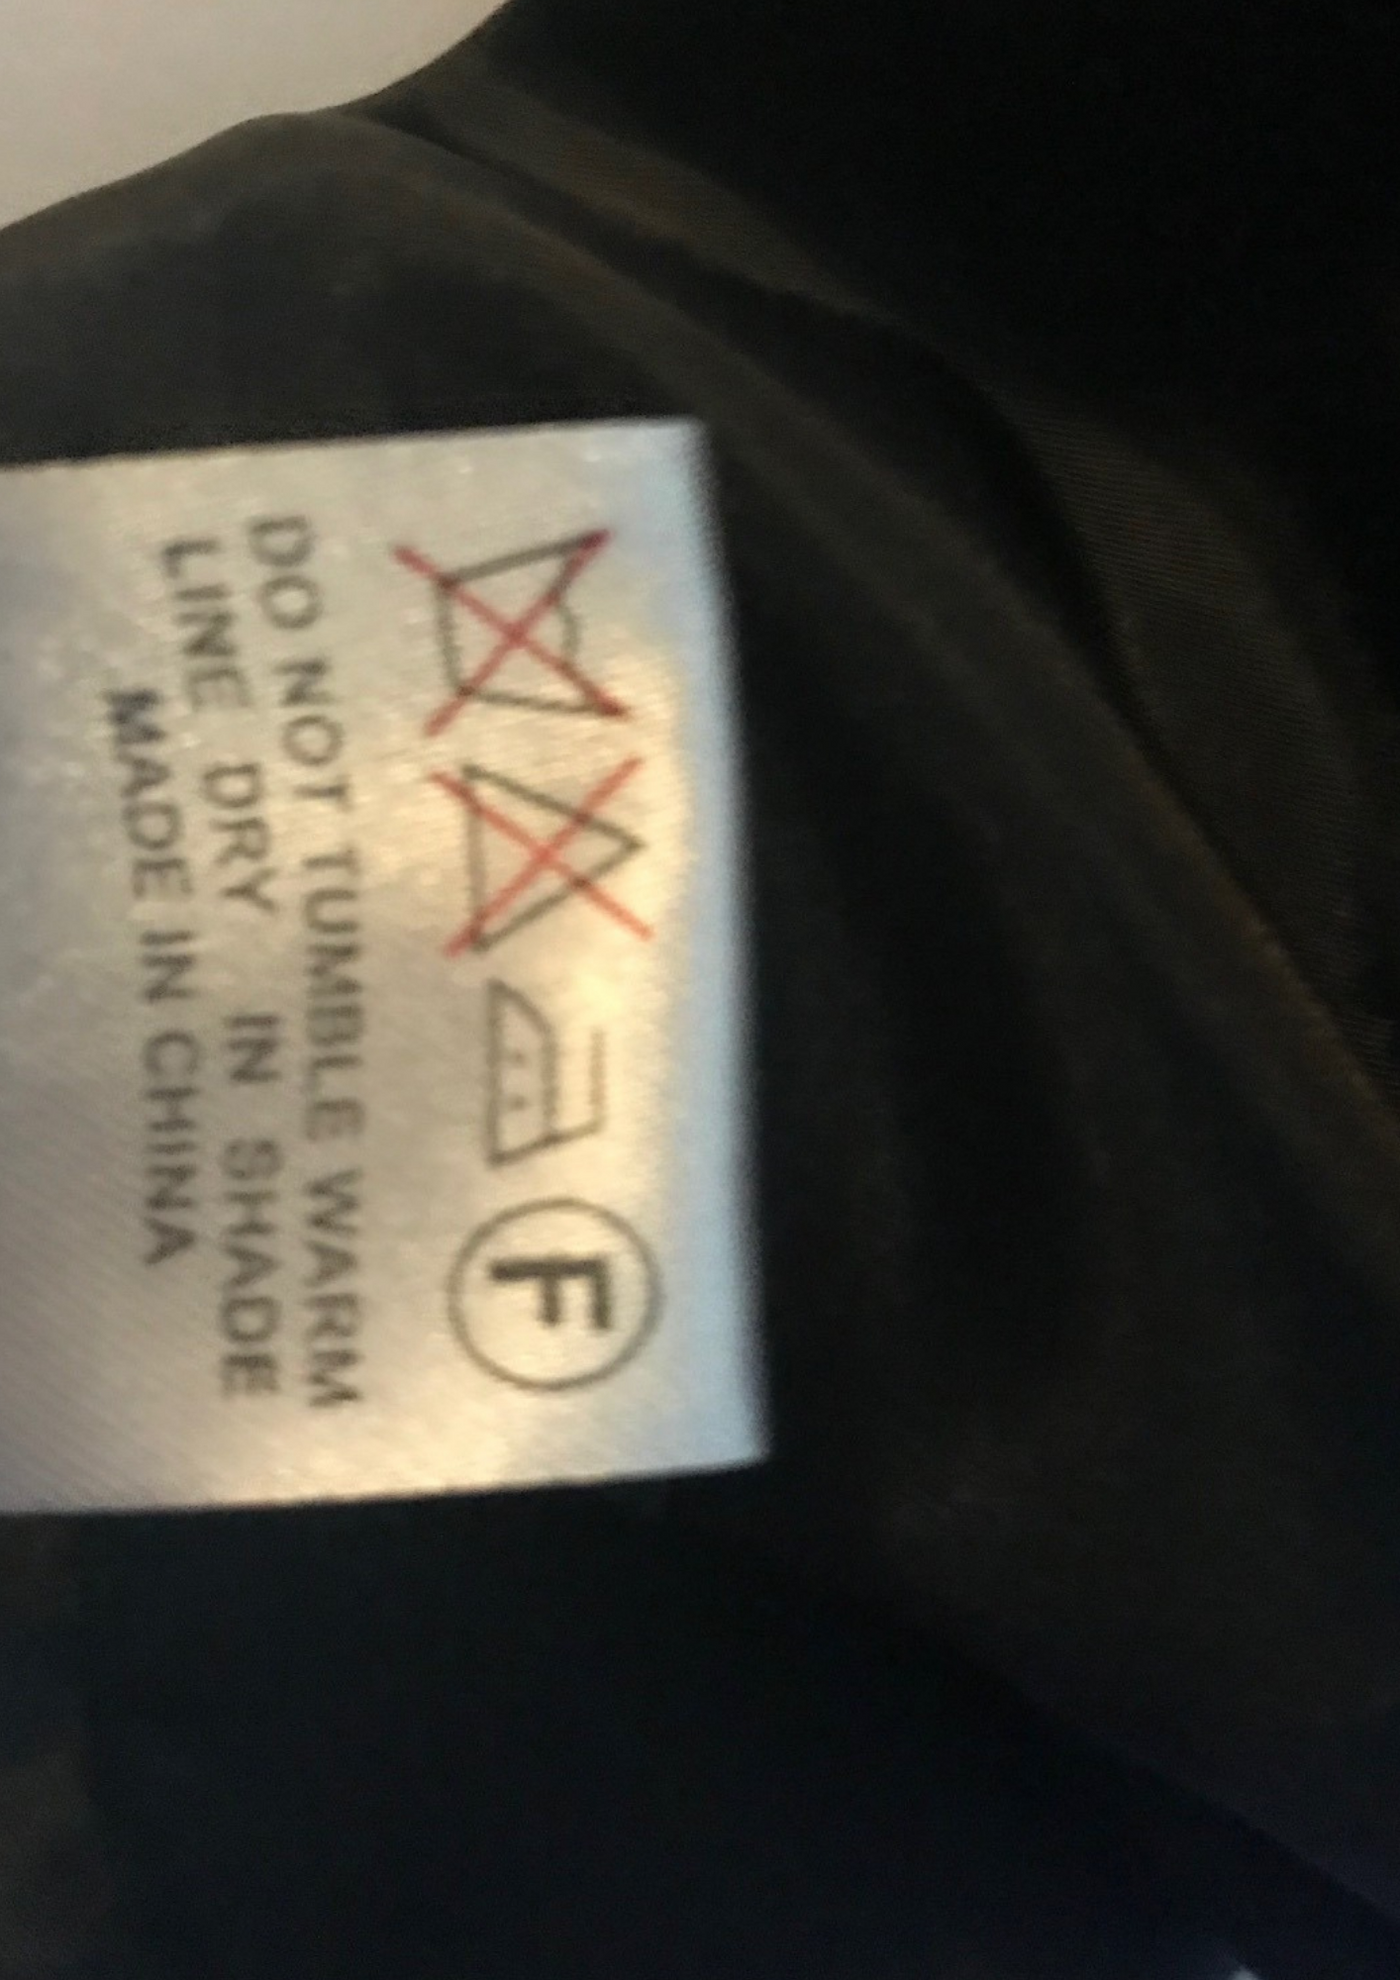 F
DO NOT TUMBLE WARM
LINE DRY IN SHADE
MADE IN CHINA